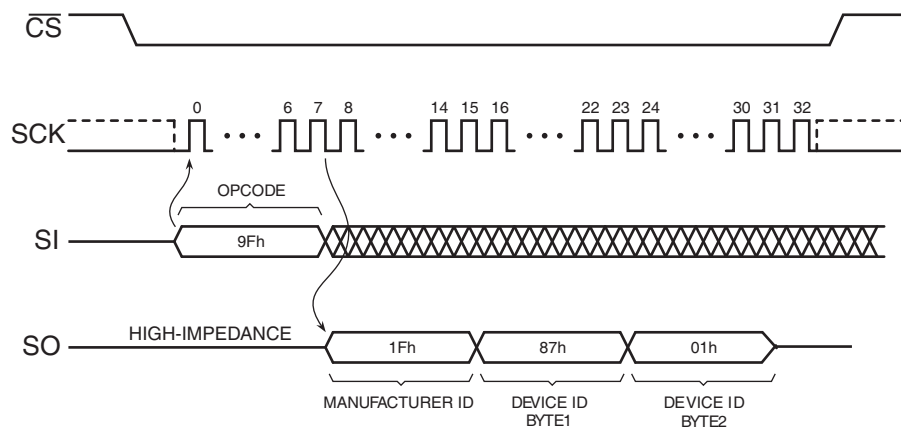 CS
0 6 7 8 14 15 16 22 23 24 30 31 32
SCK
OPCODE
SI
9Fh
HIGH-IMPEDANCE
SO
1Fh 87h 01h
MANUFACTURER ID
DEVICE ID
BYTE1
DEVICE ID
BYTE2